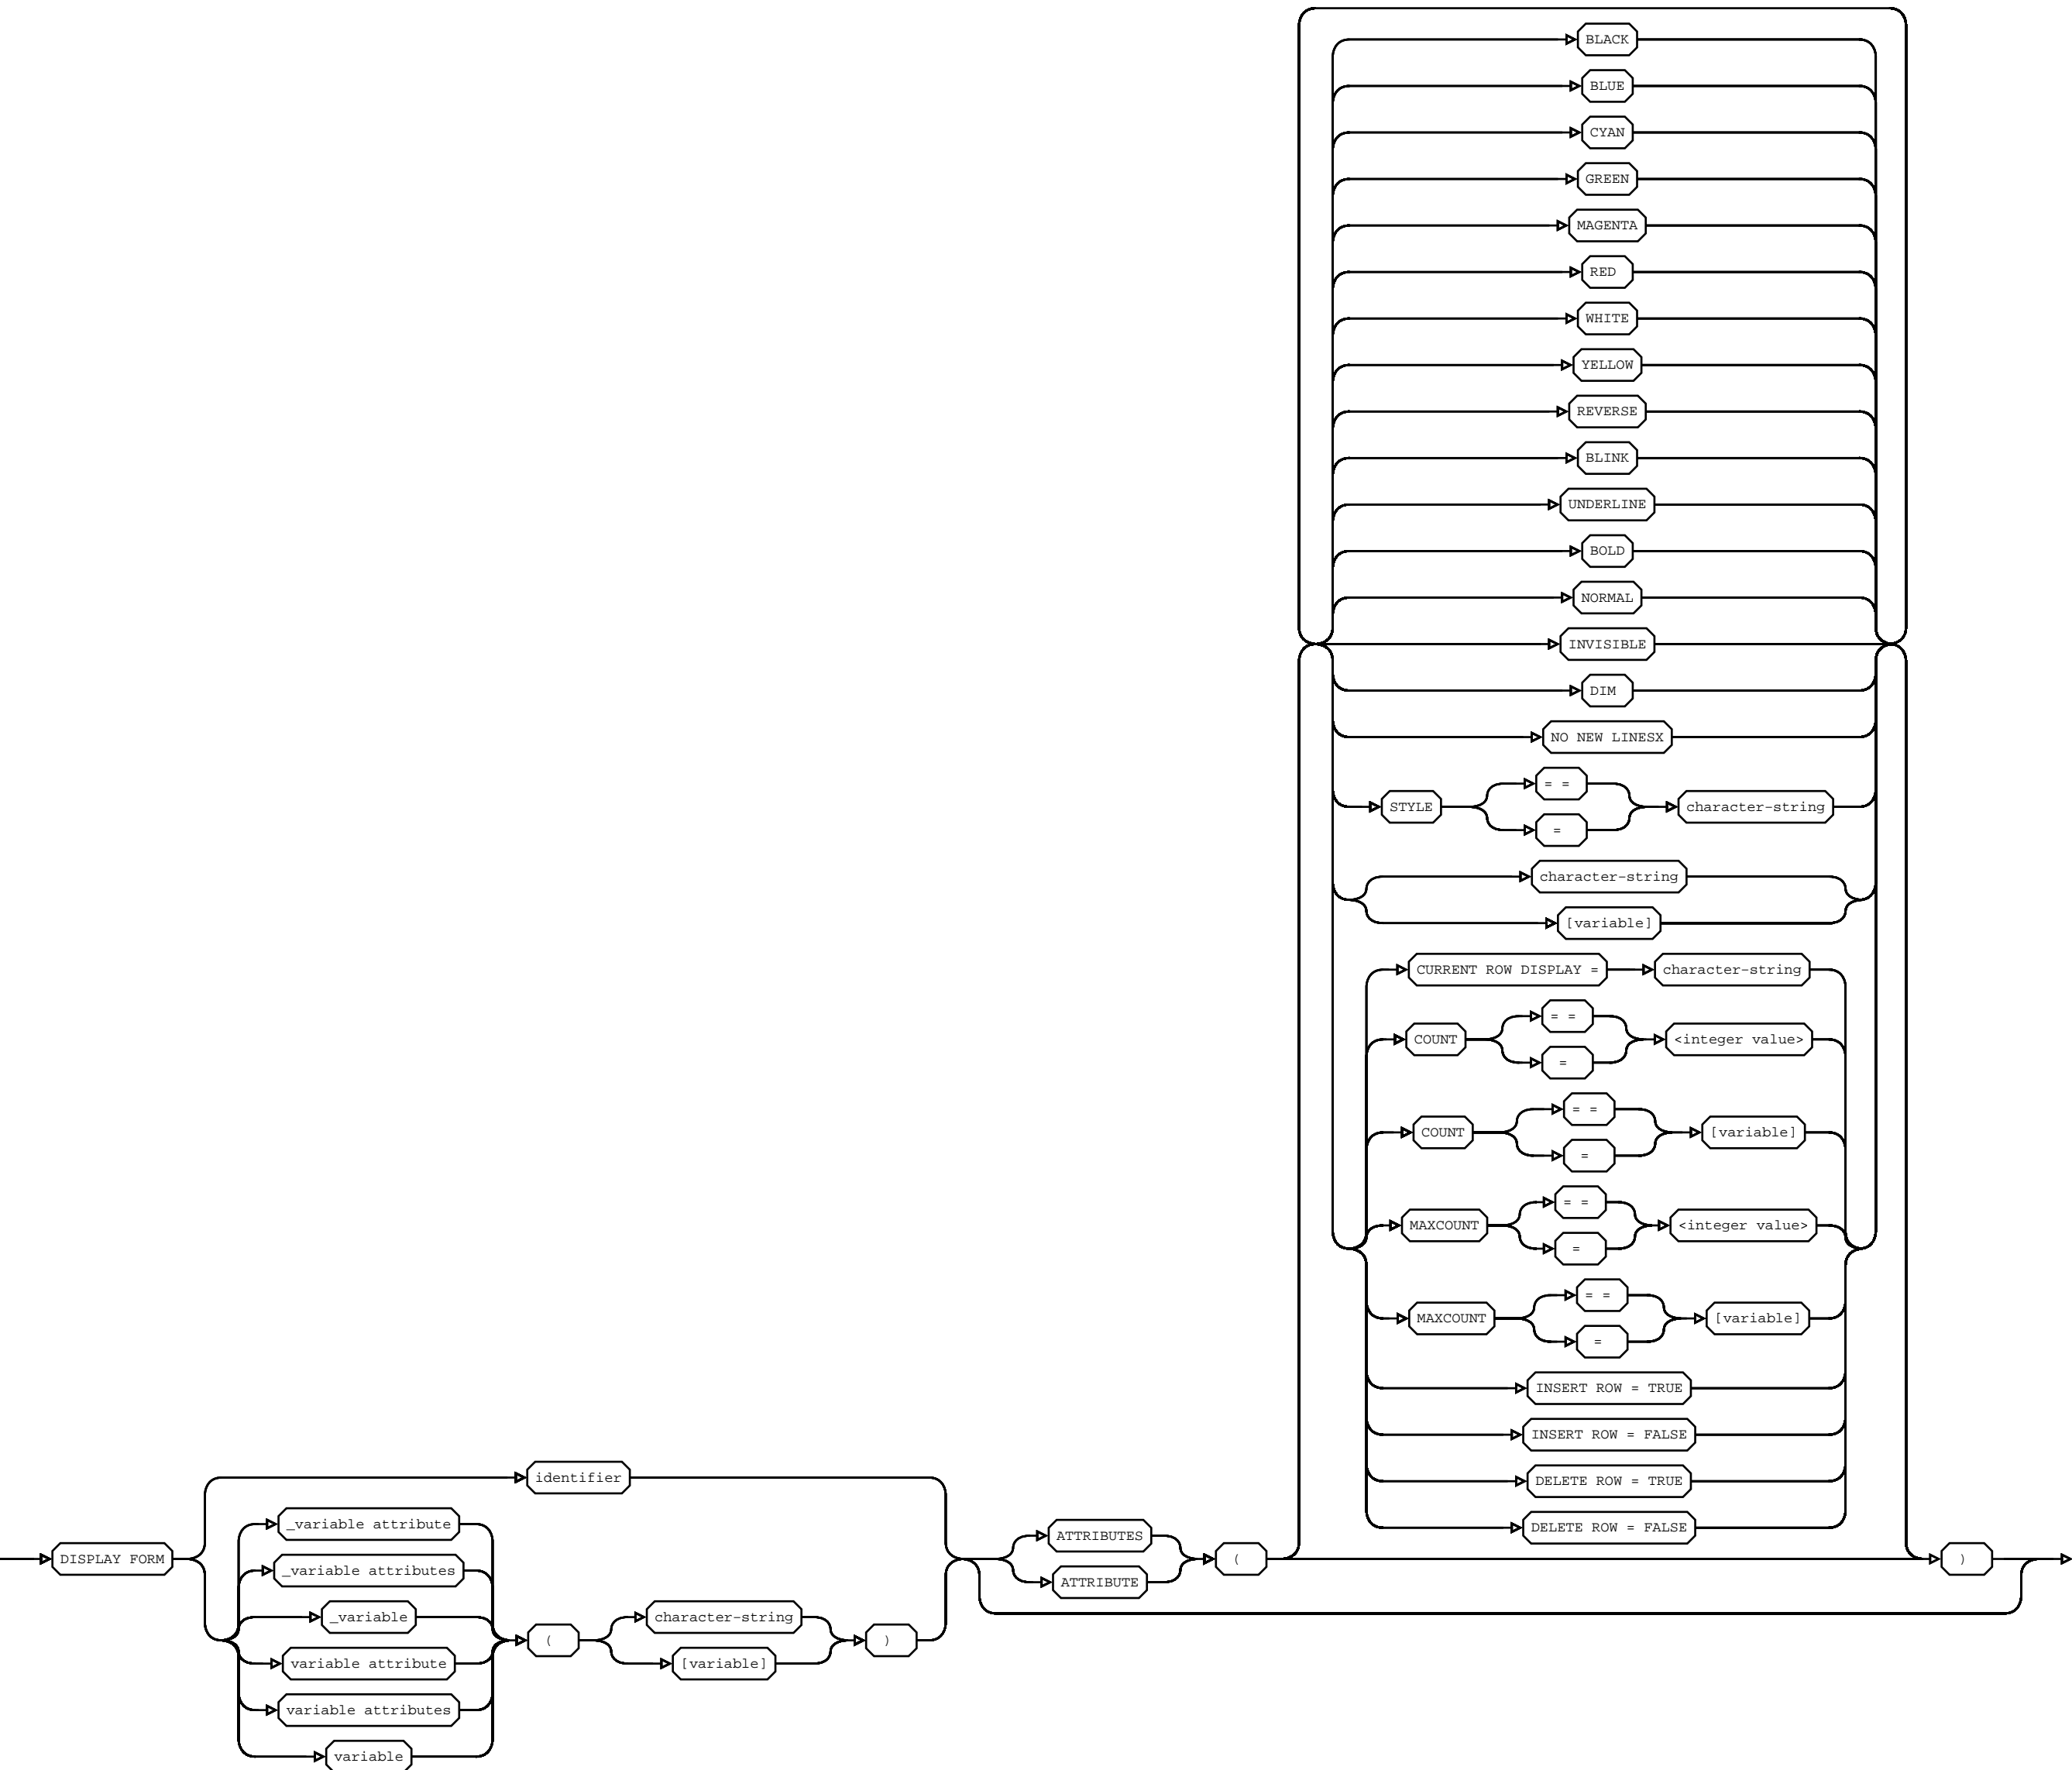 BLACK
BLUE
CYAN
GREEN
MAGENTA
RED
WHITE
YELLOW
REVERSE
BLINK
UNDERLINE
BOLD
NORMAL
INVISIBLE
DIM
NO NEW LINESX
= =
STYLE character-string
=
character-string
[variable]
CURRENT ROW DISPLAY = character-string
= =
COUNT <integer value>
=
= =
COUNT [variable]
=
= =
MAXCOUNT <integer value>
=
= =
MAXCOUNT [variable]
=
INSERT ROW = TRUE
INSERT ROW = FALSE
identifier DELETE ROW = TRUE
_variable attribute ATTRIBUTES DELETE ROW = FALSE
DISPLAY FORM ( )
_variable attributes ATTRIBUTE
_variable character-string
( )
variable attribute [variable]
variable attributes
variable